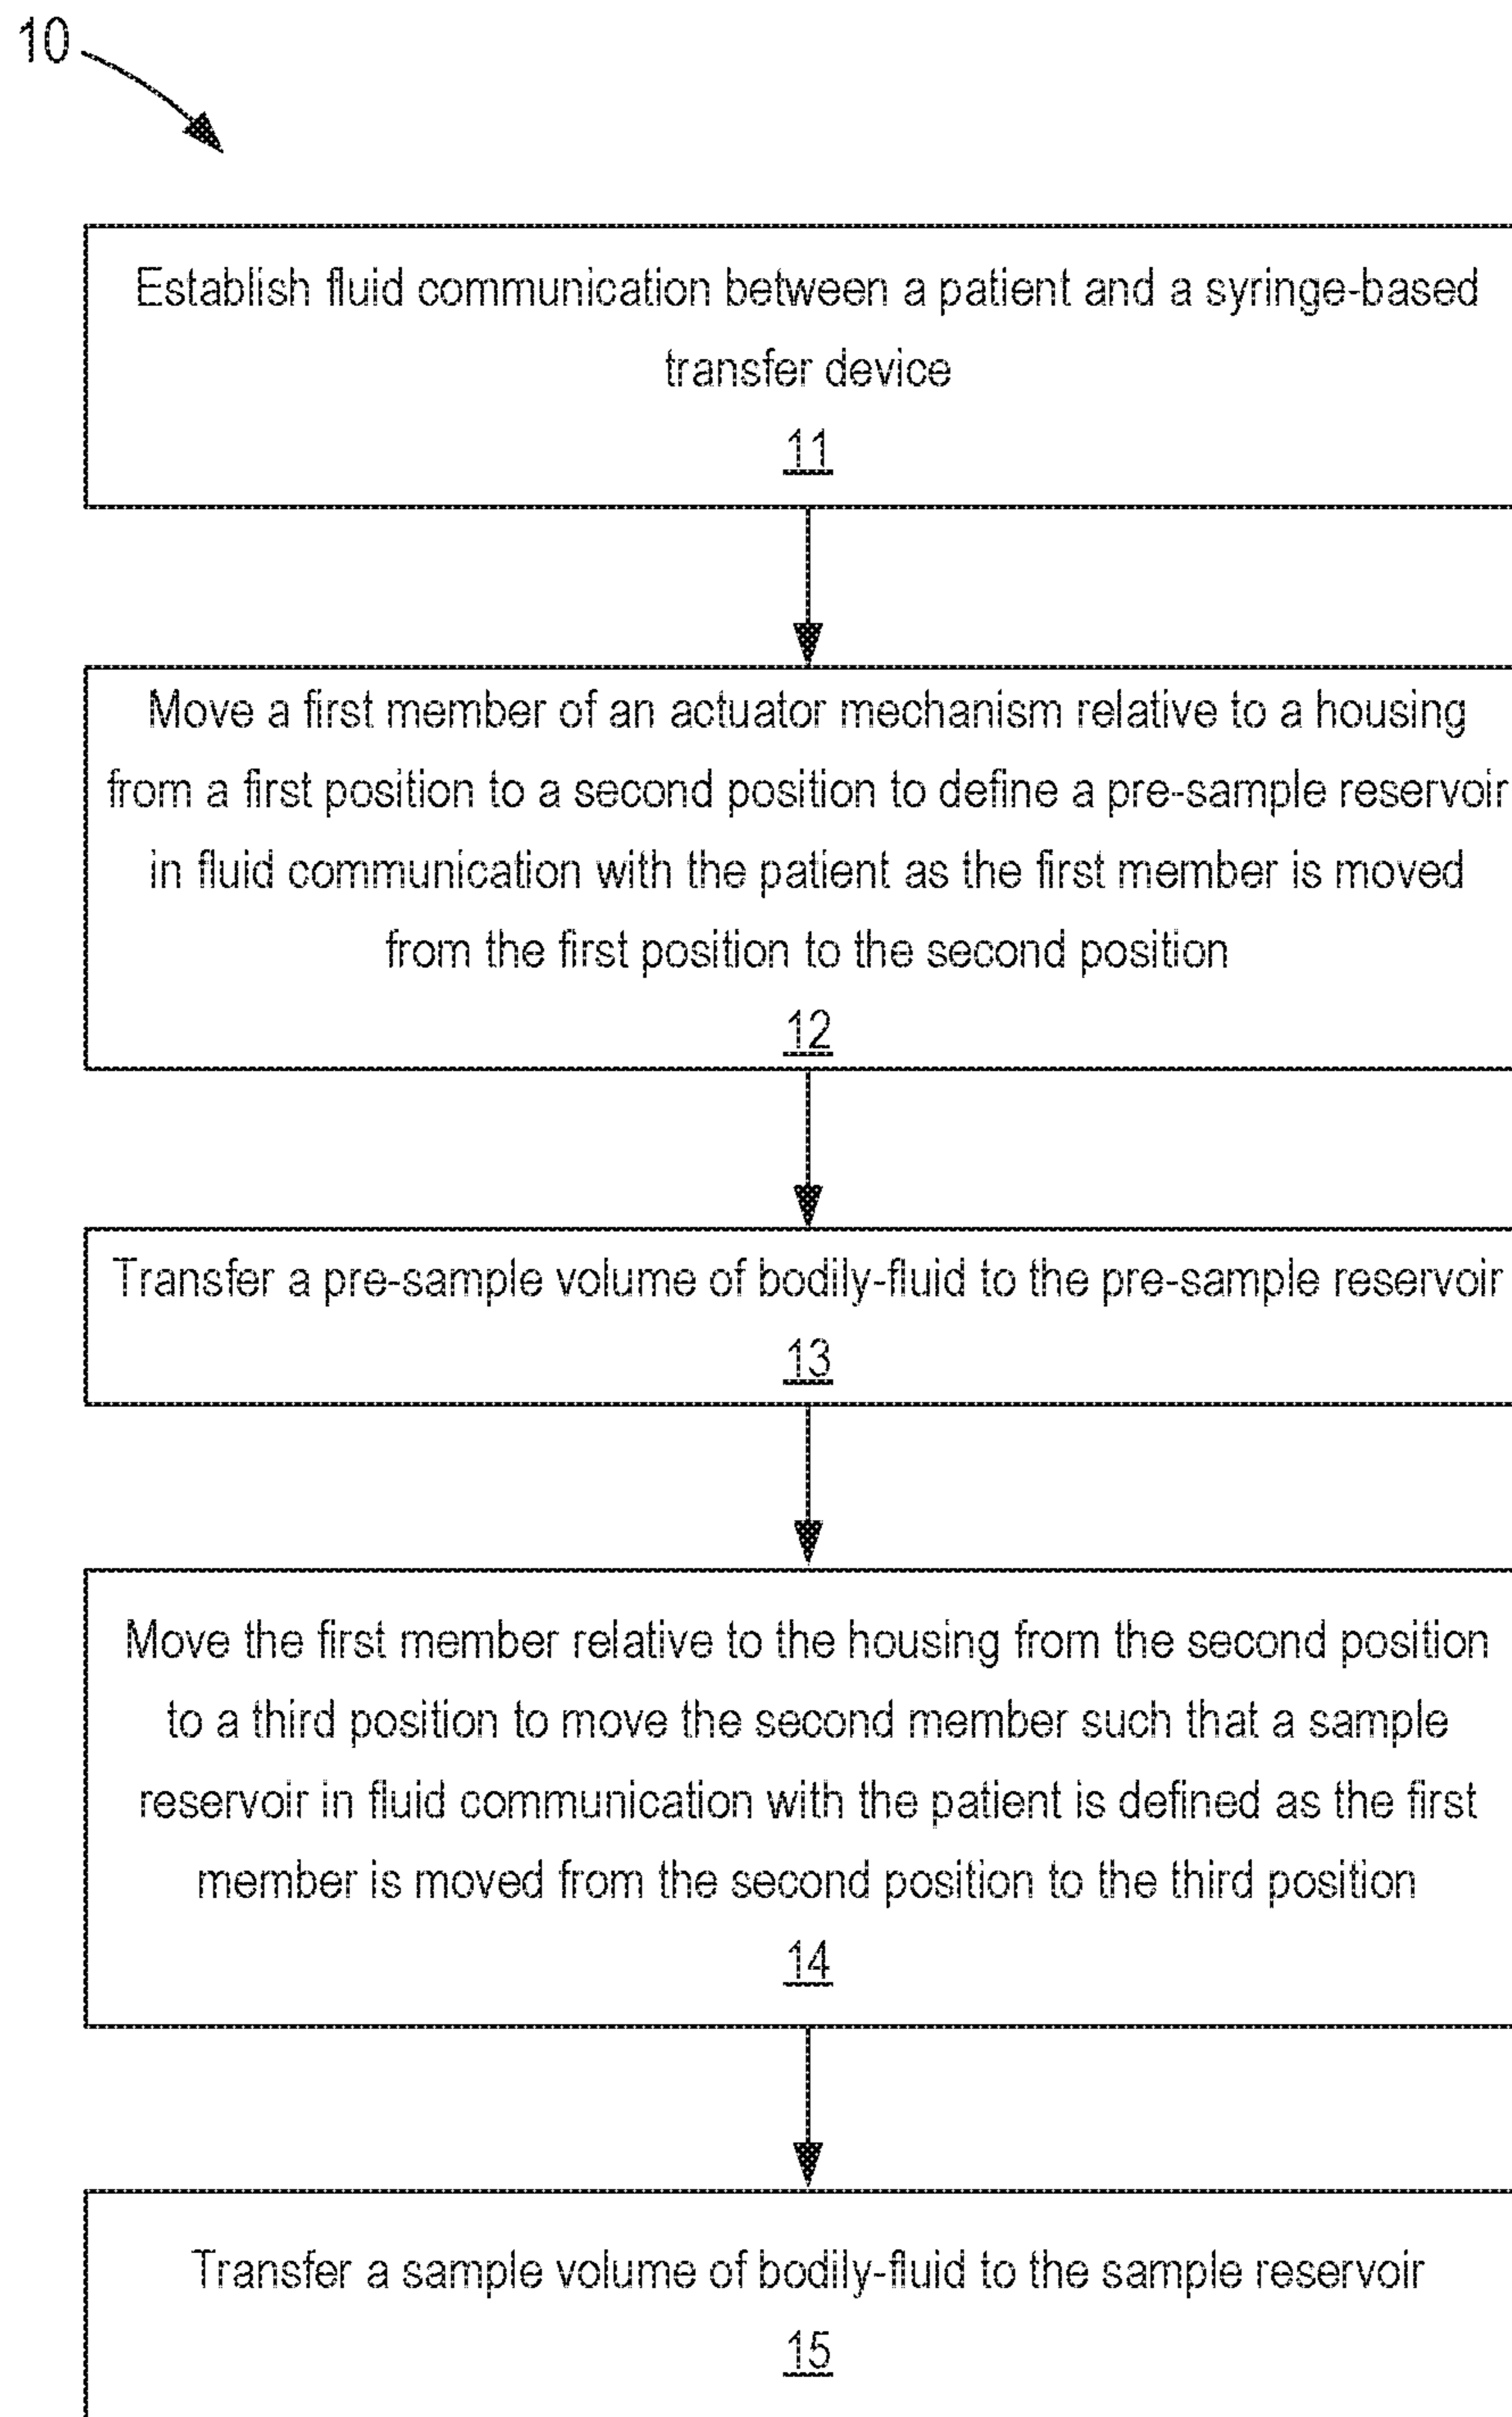 10
Establish fluid communication between a patient and a syringe-based
transfer device
11
Move a first member of an actuator mechanism relative to a housing
from a first position to a second position to define a pre-sample reservoir
in fluid communication with the patient as the first member is moved
from the first position to the second position
12
Transfer a pre-sample volume of bodily-fluid to the pre-sample reservoir
13
Move the first member relative to the housing from the second position
to a third position to move the second member such that a sample
reservoir in fluid communication with the patient is defined as the first
member is moved from the second position to the third position
14
Transfer a sample volume of bodily-fluid to the sample reservoir
15